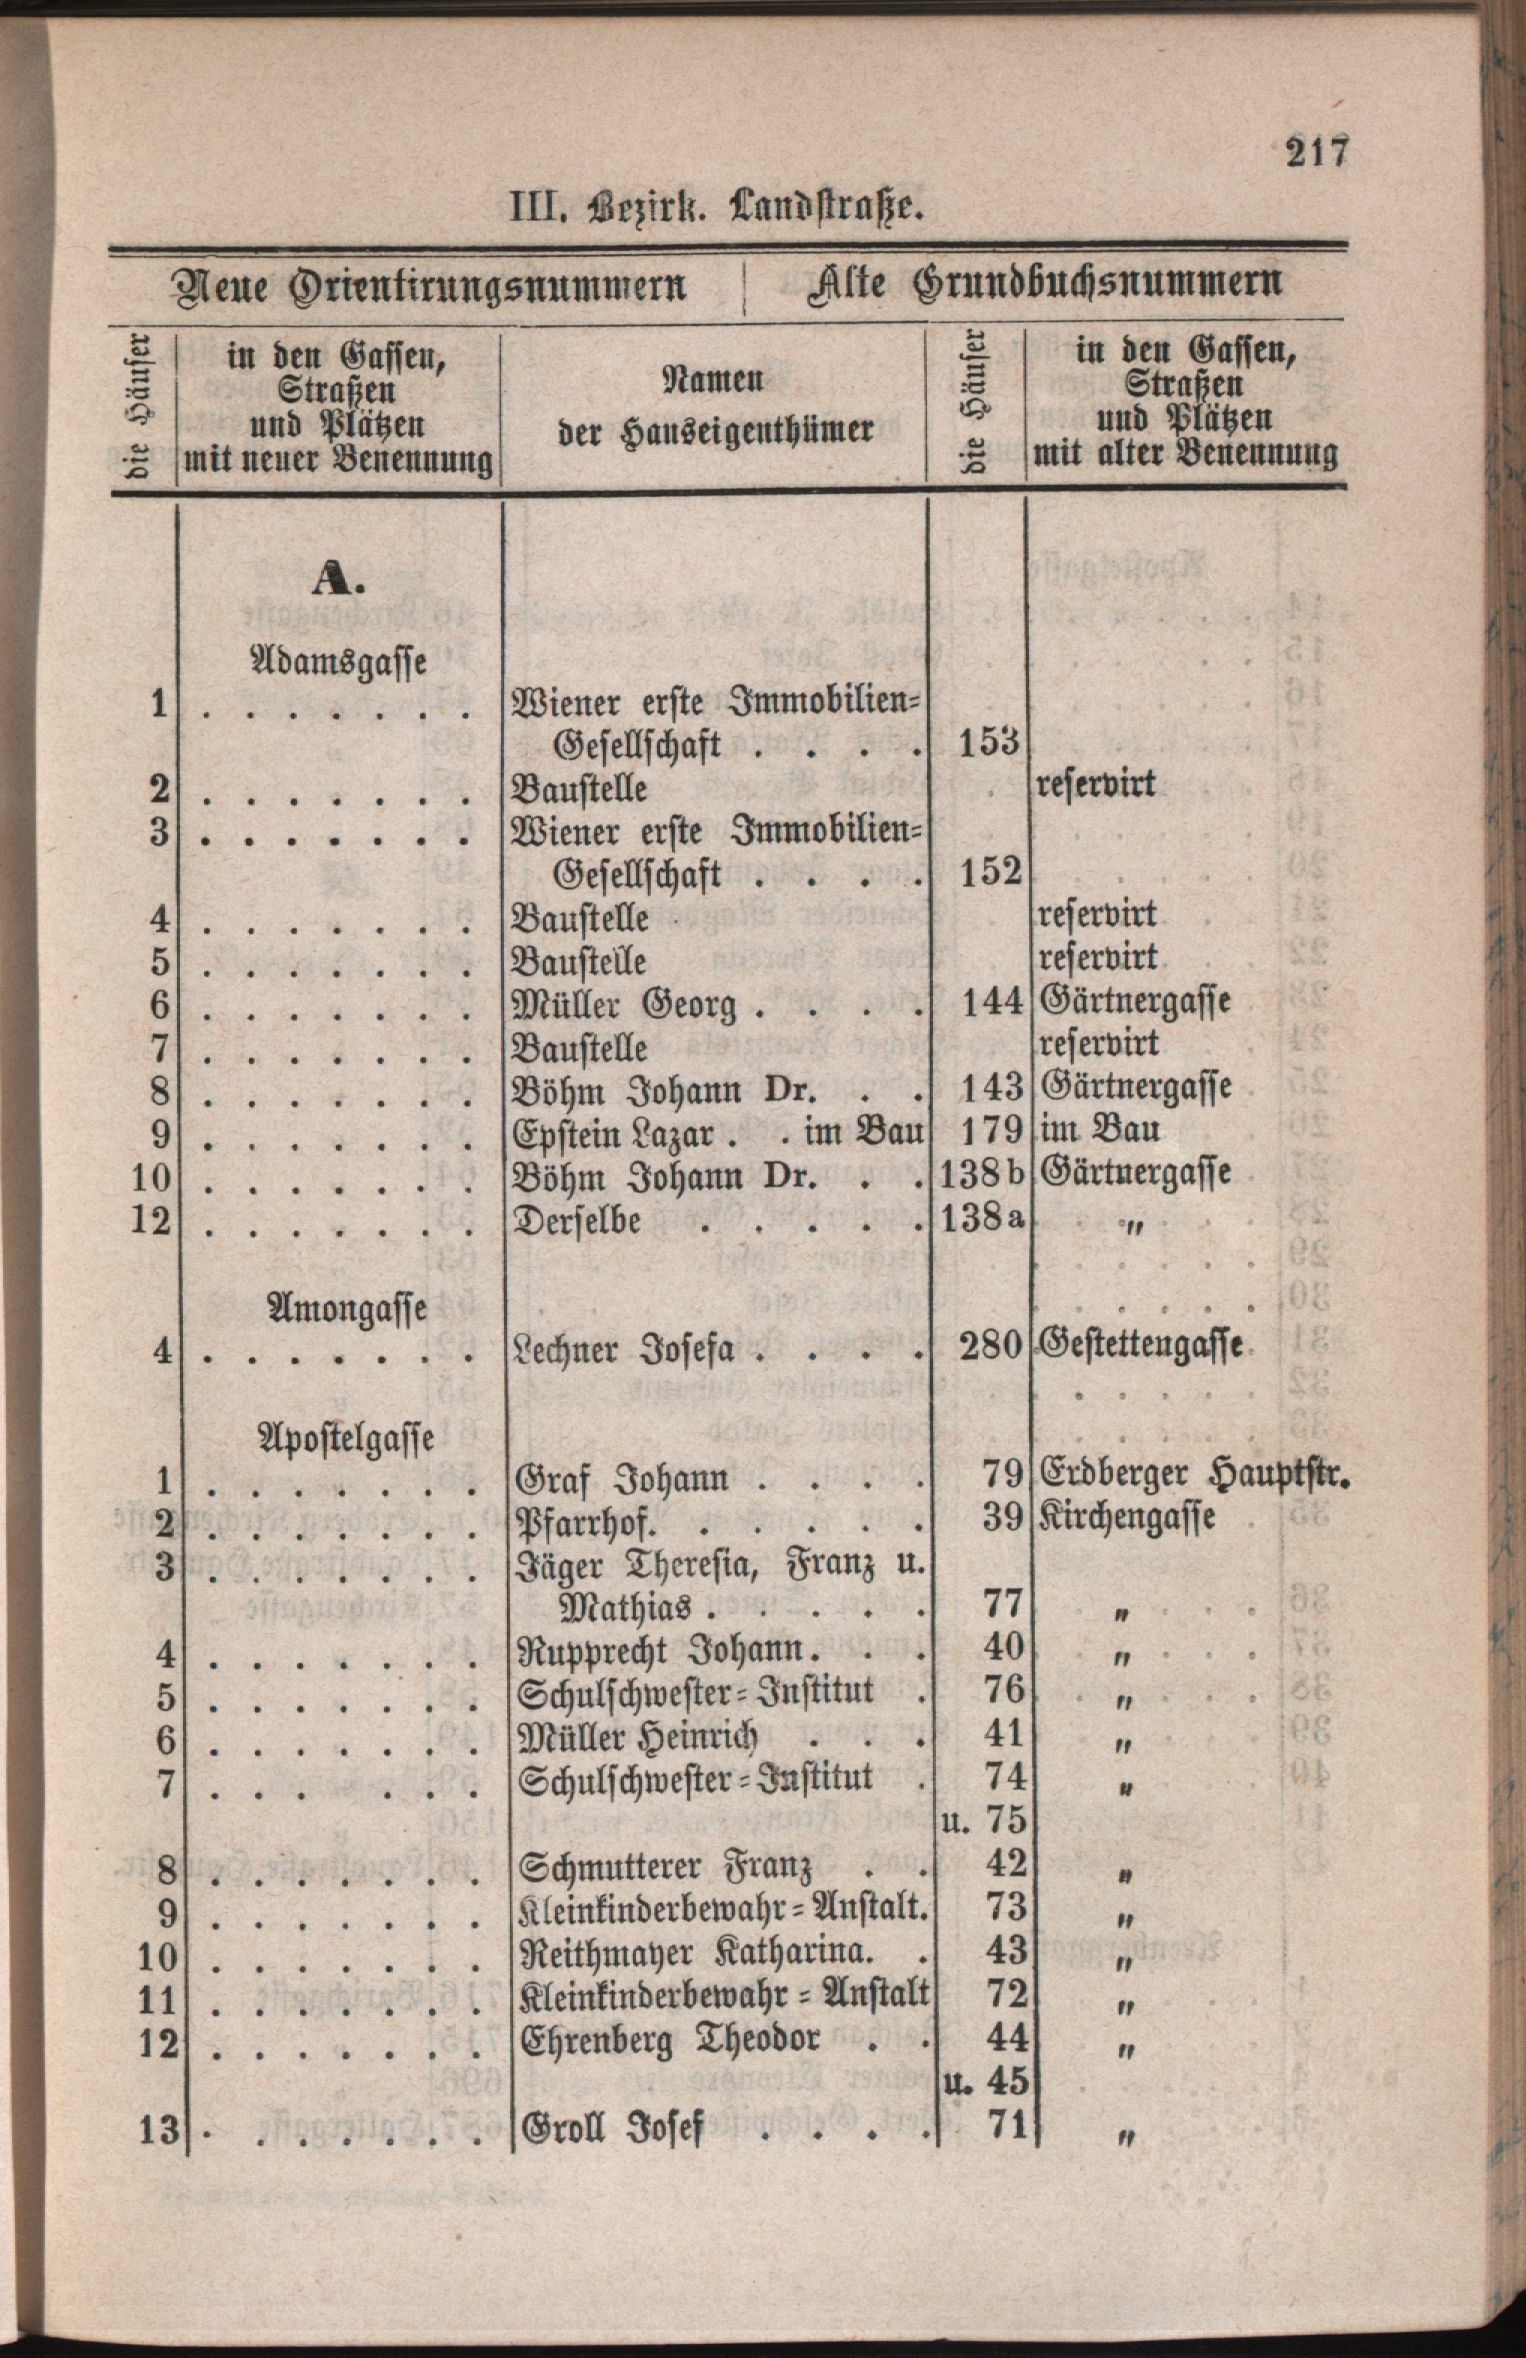 217
III. Bezirk. Landstraße.
Neue Orientirungsnummern Alte Grundbuchsnummern
die Häuser
in den Gassen,
Straßen
und Plätzen
mit neuer Benennung
Namen
der Hauseigenthümer
die Häuser
in den Gassen,
Straßen
und Plätzen
mit alter Benennung
A.
Adamsgasse
1 . . . . . . . Wiener erste Immobilien=
Gesellschaft . . . . 153
2 . . . . . . . Baustelle . reservirt
3 . . . . . . . Wiener erste Immobilien=
Gesellschaft . . . . 152
4 . . . . . . . Baustelle reservirt
5 . . . . . . . Baustelle reservirt
6 . . . . . . . Müller Georg . . . . 144 Gärtnergasse
7 . . . . . . . Baustelle reservirt
8 . . . . . . . Böhm Johann Dr. . . 143 Gärtnergasse
9 . . . . . . . Epstein Lazar . . im Bau 179 im Bau
10 . . . . . . . Böhm Johann Dr. . . 138b Gärtnergasse
12 . . . . . . . Derselbe . . . . . 138a „
Amongasse
4 . . . . . . . Lechner Josefa . . . . 280 Gestettengasse
Apostelgasse
1 . . . . . . . Graf Johann . . . . 79 Erdberger Hauptstr.
2 . . . . . . . Pfarrhof. . . . . . 39 Kirchengasse
3 . . . . . . . Jäger Theresia, Franz u.
Mathias . . . . . 77 „
4 . . . . . . . Rupprecht Johann. . . 40 „
5 . . . . . . . Schulschwester=Institut . 76 „
6 . . . . . . . Müller Heinrich . . . 41 „
7 . . . . . . Schulschwester=Institut . 74 „
u. 75
8 . . . . . . . Schmutterer Franz . . 42 „
9 . . . . . . . Kleinkinderbewahr=Anstalt. 73 „
10 . . . . . . . Reithmayer Katharina. . 43 „
11 . . . . . . . Kleinkinderbewahr=Anstalt 72 „
12 . . . . . . . Ehrenberg Theodor . . 44 „
u. 45
13 . . . . . . . Groll Josef . . . . 71 „